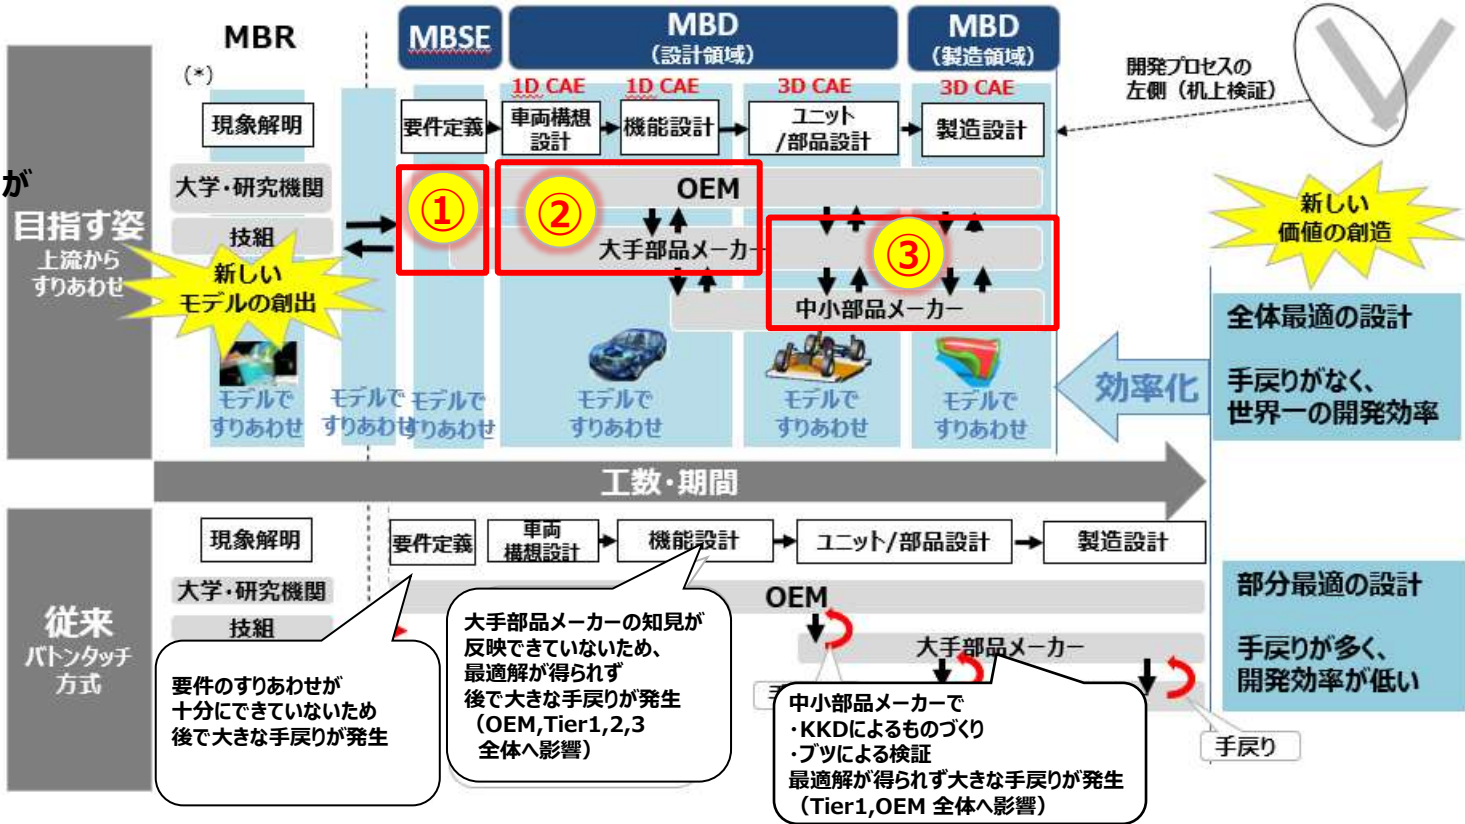 MBR
(*)
MBSE
MBD
(設計領域)
MBD
(製造領域)
1D CAE
1D CAE
3D CAE
3D CAE
現象解明
要件定義
車両構想
設計
機能設計
ユニット
/部品設計
製造設計
開発プロセスの
左側（机上検証）
が
目指す姿
上流から
すりあわせ
大学・研究機関
技組
新しい
モデルの創出
①
②
③
OEM
大手部品メーカー
中小部品メーカー
新しい
価値の創造
モデルで
すりあわせ
モデルで
すりあわせ
モデルで
すりあわせ
モデルで
すりあわせ
モデルで
すりあわせ
モデルで
すりあわせ
効率化
全体最適の設計
手戻りがなく、
世界一の開発効率
工数・期間
従来
バトンタッチ
方式
現象解明
要件定義
車両
構想設計
機能設計
ユニット/部品設計
製造設計
大学・研究機関
技組
OEM
大手部品メーカー
要件のすりあわせが
十分にできていないため
後で大きな手戻りが発生
大手部品メーカーの知見が
反映できていないため、
最適解が得られず
後で大きな手戻りが発生
（OEM,Tier1,2,3
全体へ影響）
中小部品メーカーで
・KKDによるものづくり
・ブツによる検証
最適解が得られず大きな手戻りが発生
（Tier1,OEM 全体へ影響）
手戻り
部分最適の設計
手戻りが多く、
開発効率が低い